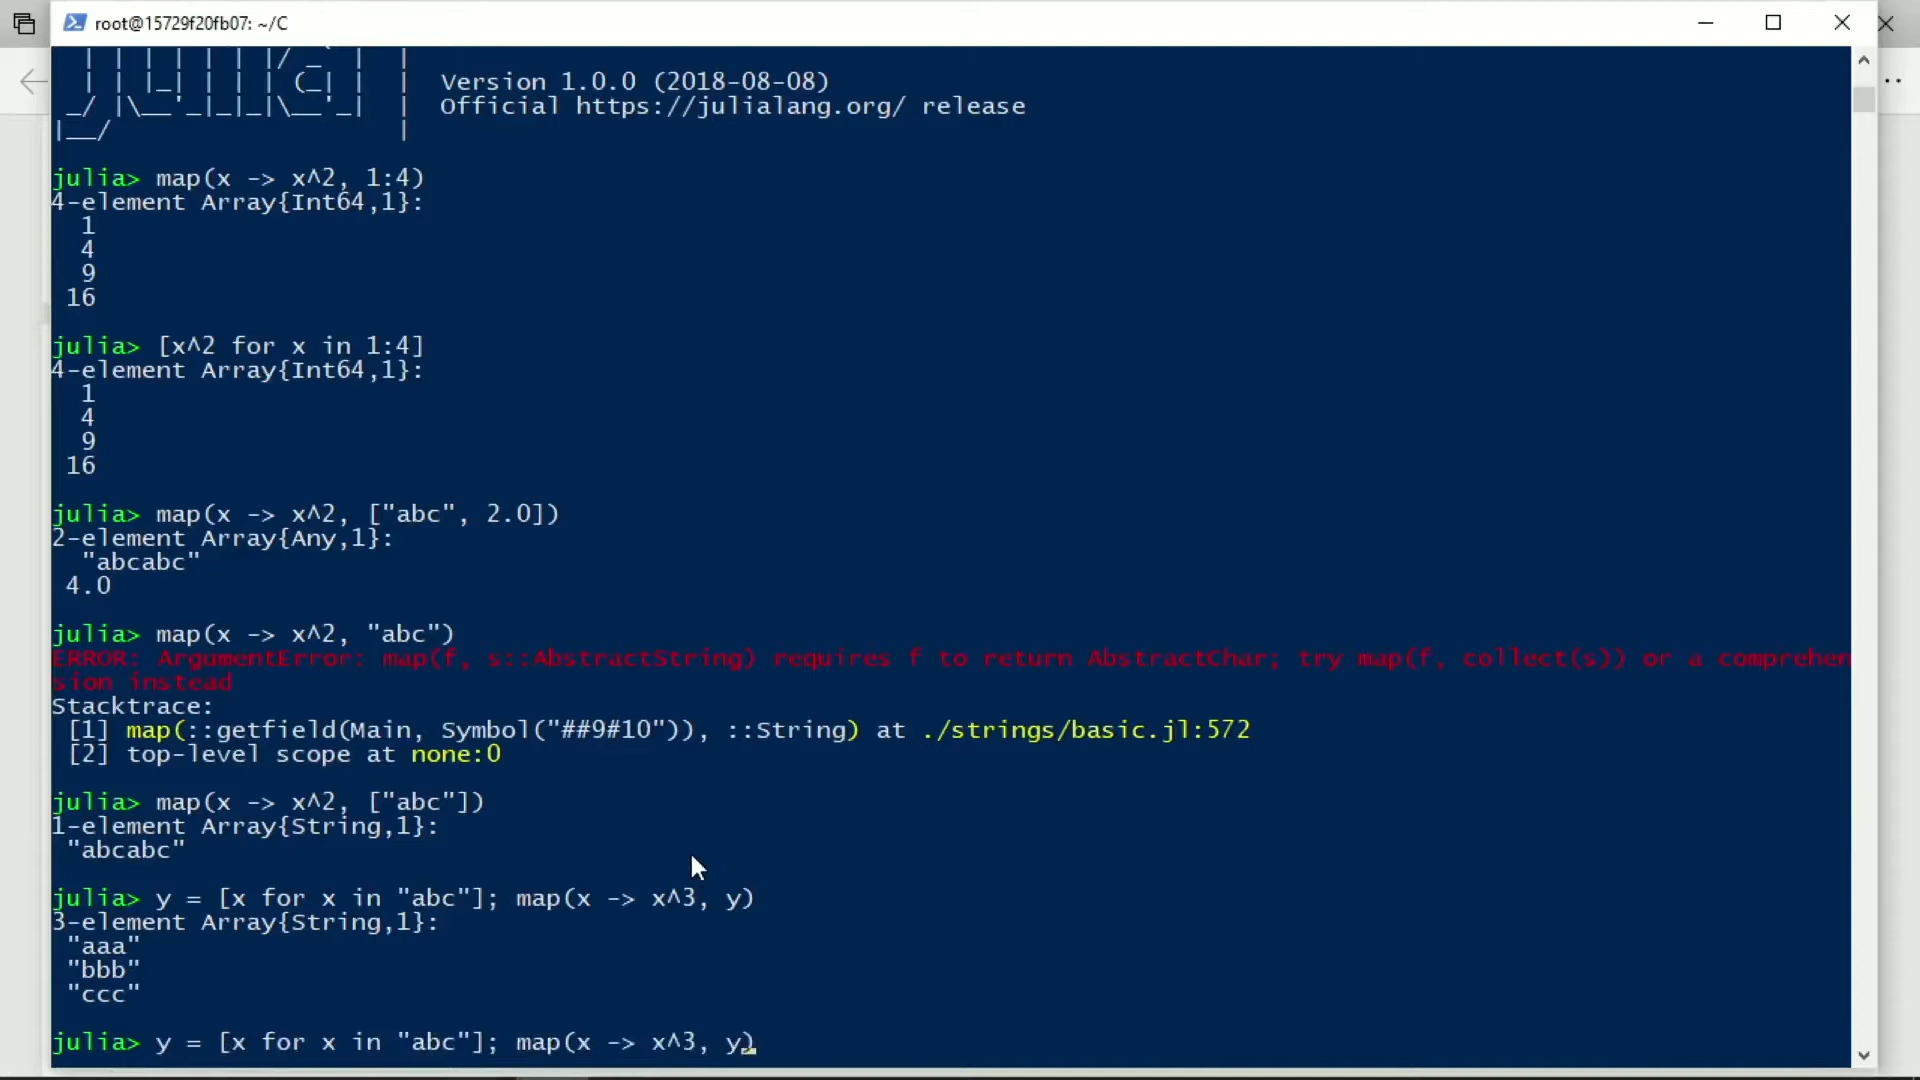 root@15729f20fb07: ~/C
Version 1.0.0 (2018-08-08)
Official https://julialang.org/ release
julia> map(x -> x^2, 1:4)
4-element Array{Int64,1}:
1
4
9
16
julia> [x^2 for x in 1:4]
4-element Array{Int64,1}:
1
4
9
16
julia> map(x -> x^2, ["abc", 2.0])
2-element Array{Any,1}:
"abcabc"
4.0
julia> map(x -> x^2, "abc")
ERROR: ArgumentError: map(f, s::AbstractString) requires f to return AbstractChar; try map(f, collect(s)) or a comprehen
sion instead
Stacktrace:
[1] map(::getfield(Main, Symbol("##9#10")), ::String) at ./strings/basic.jl:572
[2] top-level scope at none:0
julia> map(x -> x^2, ["abc"])
1-element Array{String,1}:
"abcabc"
julia> y = [x for x in "abc"]; map(x -> x^3, y)
3-element Array{String,1}:
"aaa"
"bbb"
"ccc"
julia> y = [x for x in "abc"]; map(x -> x^3, y)